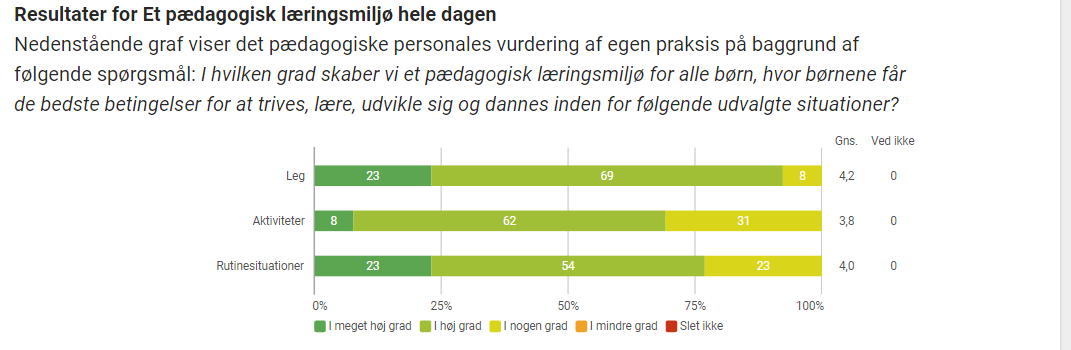 Resultater for Et pædagogisk læringsmiljø hele dagen
Nedenstående graf viser det pædagogiske personales vurdering af egen praksis på baggrund af
følgende spørgsmål: I hvilken grad skaber vi et pædagogisk læringsmiljø for alle børn, hvor børnene får
de bedste betingelser for at trives, lære, udvikle sig og dannes inden for følgende udvalgte situationer?
Gns. Ved ikke
Leg 23 69 8 4,2 0
Aktiviteter 8 62 31 3,8 0
Rutinesituationer 23 54 23 4,0 0
0% 25% 50% 75% 100%
I meget høj grad I høj grad I nogen grad I mindre grad Slet ikke